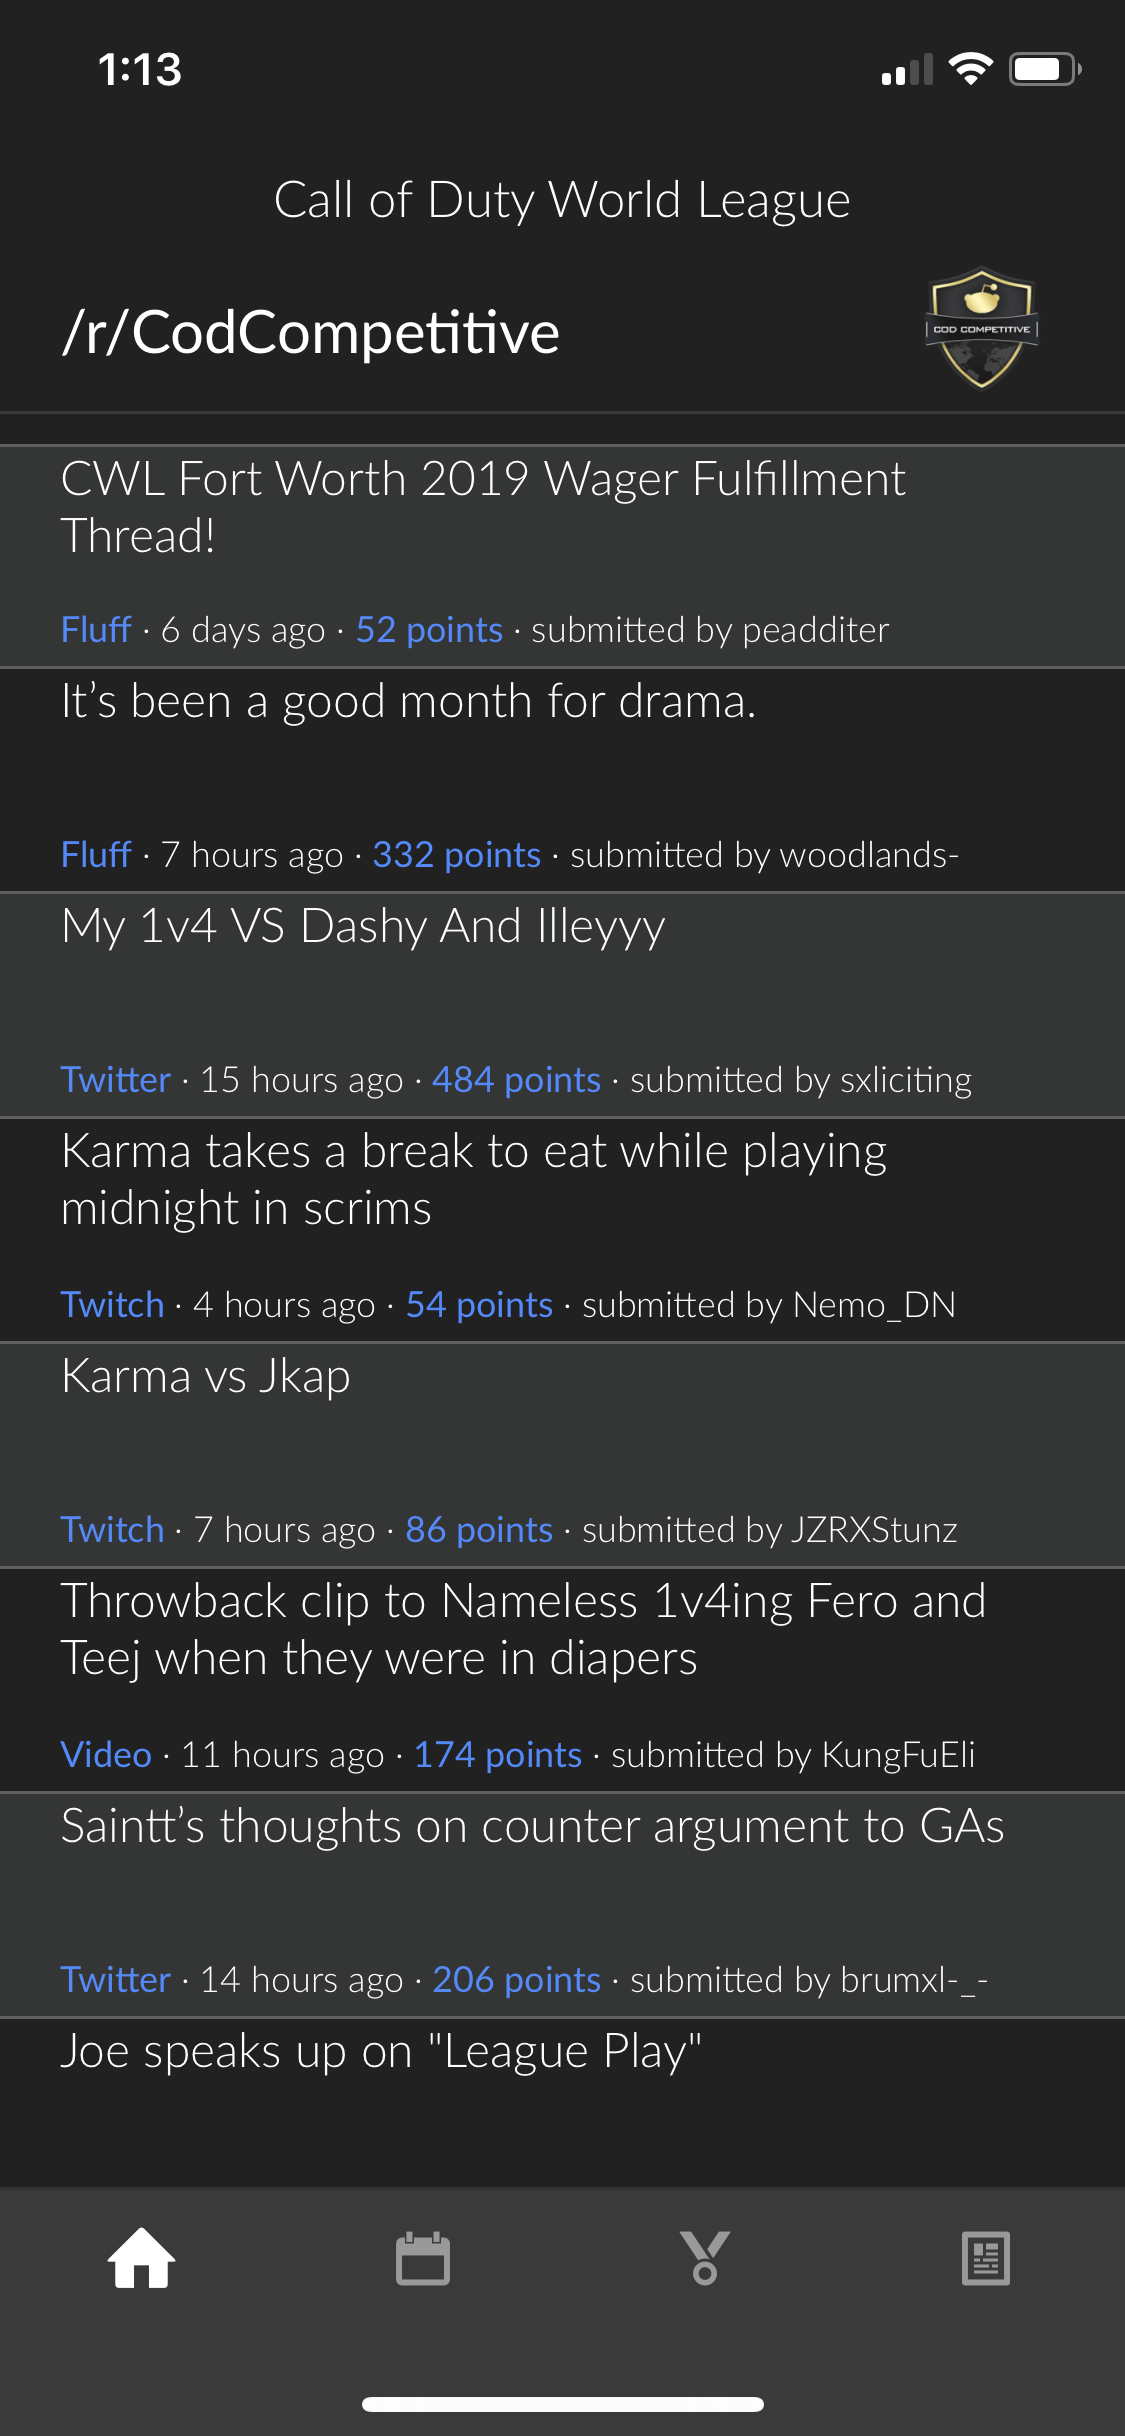 1:13
Call of Duty World League
/r/CodCompetitive
COD COMPETITIVE
CWL Fort Worth 2019 Wager Fulfillment
Thread!
Fluff · 6 days ago · 52 points · submitted by peadditer
It’s been a good month for drama.
Fluff · 7 hours ago · 332 points · submitted by woodlands-
My 1v4 VS Dashy And Illeyyy
Twitter · 15 hours ago · 484 points · submitted by sxliciting
Karma takes a break to eat while playing
midnight in scrims
Twitch · 4 hours ago · 54 points · submitted by Nemo_DN
Karma vs Jkap
Twitch · 7 hours ago · 86 points · submitted by JZRXStunz
Throwback clip to Nameless 1v4ing Fero and
Teej when they were in diapers
Video · 11 hours ago · 174 points · submitted by KungFuEli
Saintt’s thoughts on counter argument to GAs
Twitter · 14 hours ago · 206 points · submitted by brumxl-_-
Joe speaks up on "League Play"